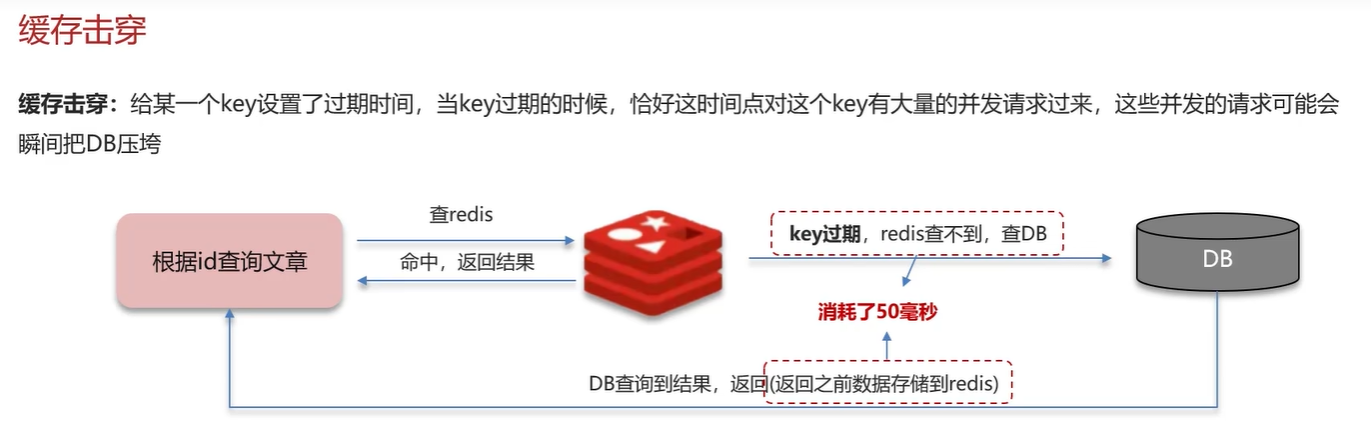 缓存击穿
缓存击穿：给某一个key设置了过期时间，当key过期的时候，恰好这时间点对这个key有大量的并发请求过来，这些并发的请求可能会
瞬间把DB压垮
查redis
key过期，redis查不到，查DB
根据id查询文章
命中，返回结果
DB
消耗了50毫秒
DB查询到结果，返回(返回之前数据存储到redis)